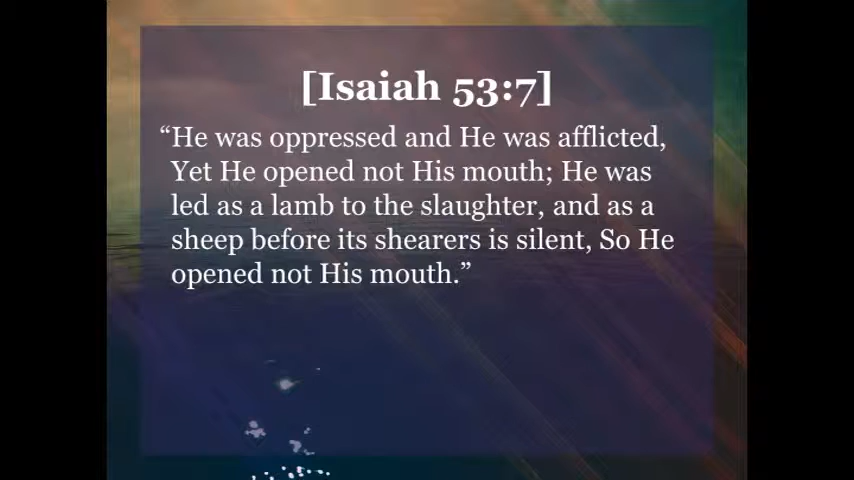 [Isaiah 53:7]
“He was oppressed and He was afflicted,
Yet He opened not His mouth; He was
led as a lamb to the slaughter, and as a
sheep before its shearers is silent, So He
opened not His mouth.”